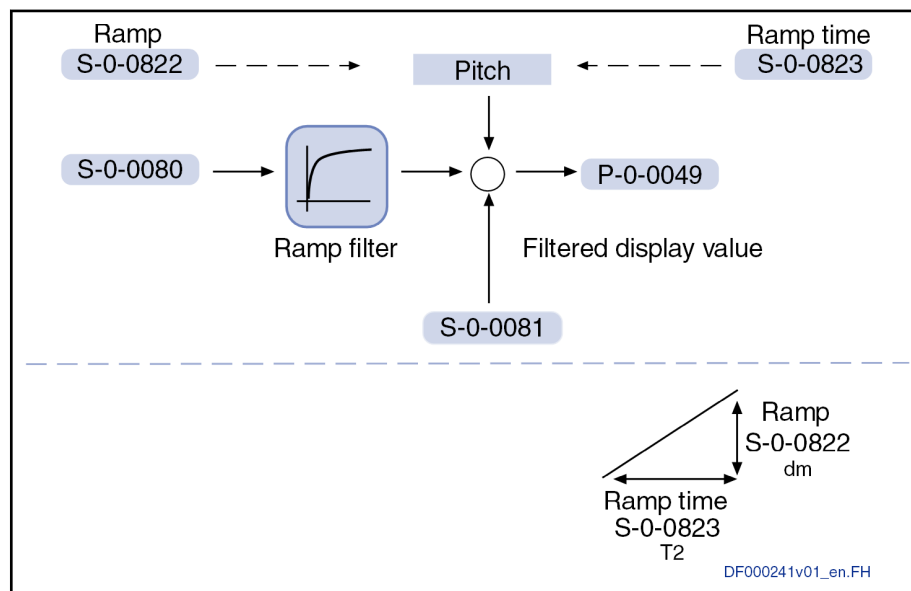 Ramp
S-0-0822
Pitch
Ramp time
S-0-0823
S-0-0080
P-0-0049
Ramp filter
Filtered display value
S-0-0081
Ramp
S-0-0822
dm
Ramp time
S-0-0823
T2
DF000241v01_en.FH